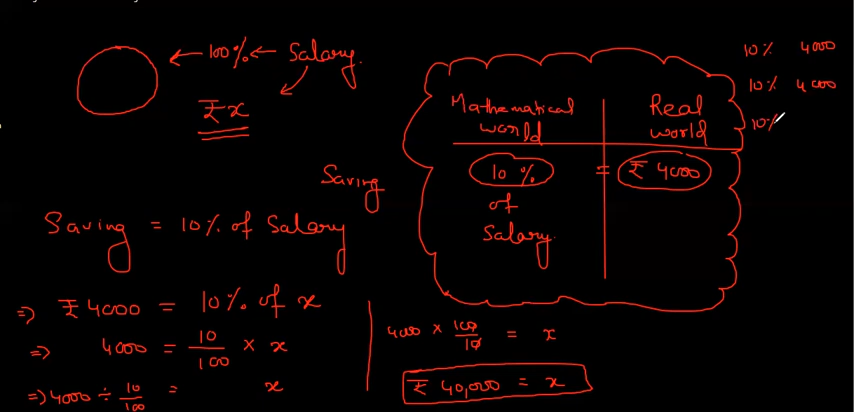 100% ← Salary.
₹ x
Saving
Saving = 10% of Salary
⇒ ₹ 4000 = 10% of x
⇒ 4000 = 10/100 × x
⇒ 4000 ÷ 10/100 = x
4000 × 100/10 = x
₹ 40,000 = x
Mathematical world
Real world
10 % = ₹ 4000
of
Salary.
10% 4000
10% 4000
10%